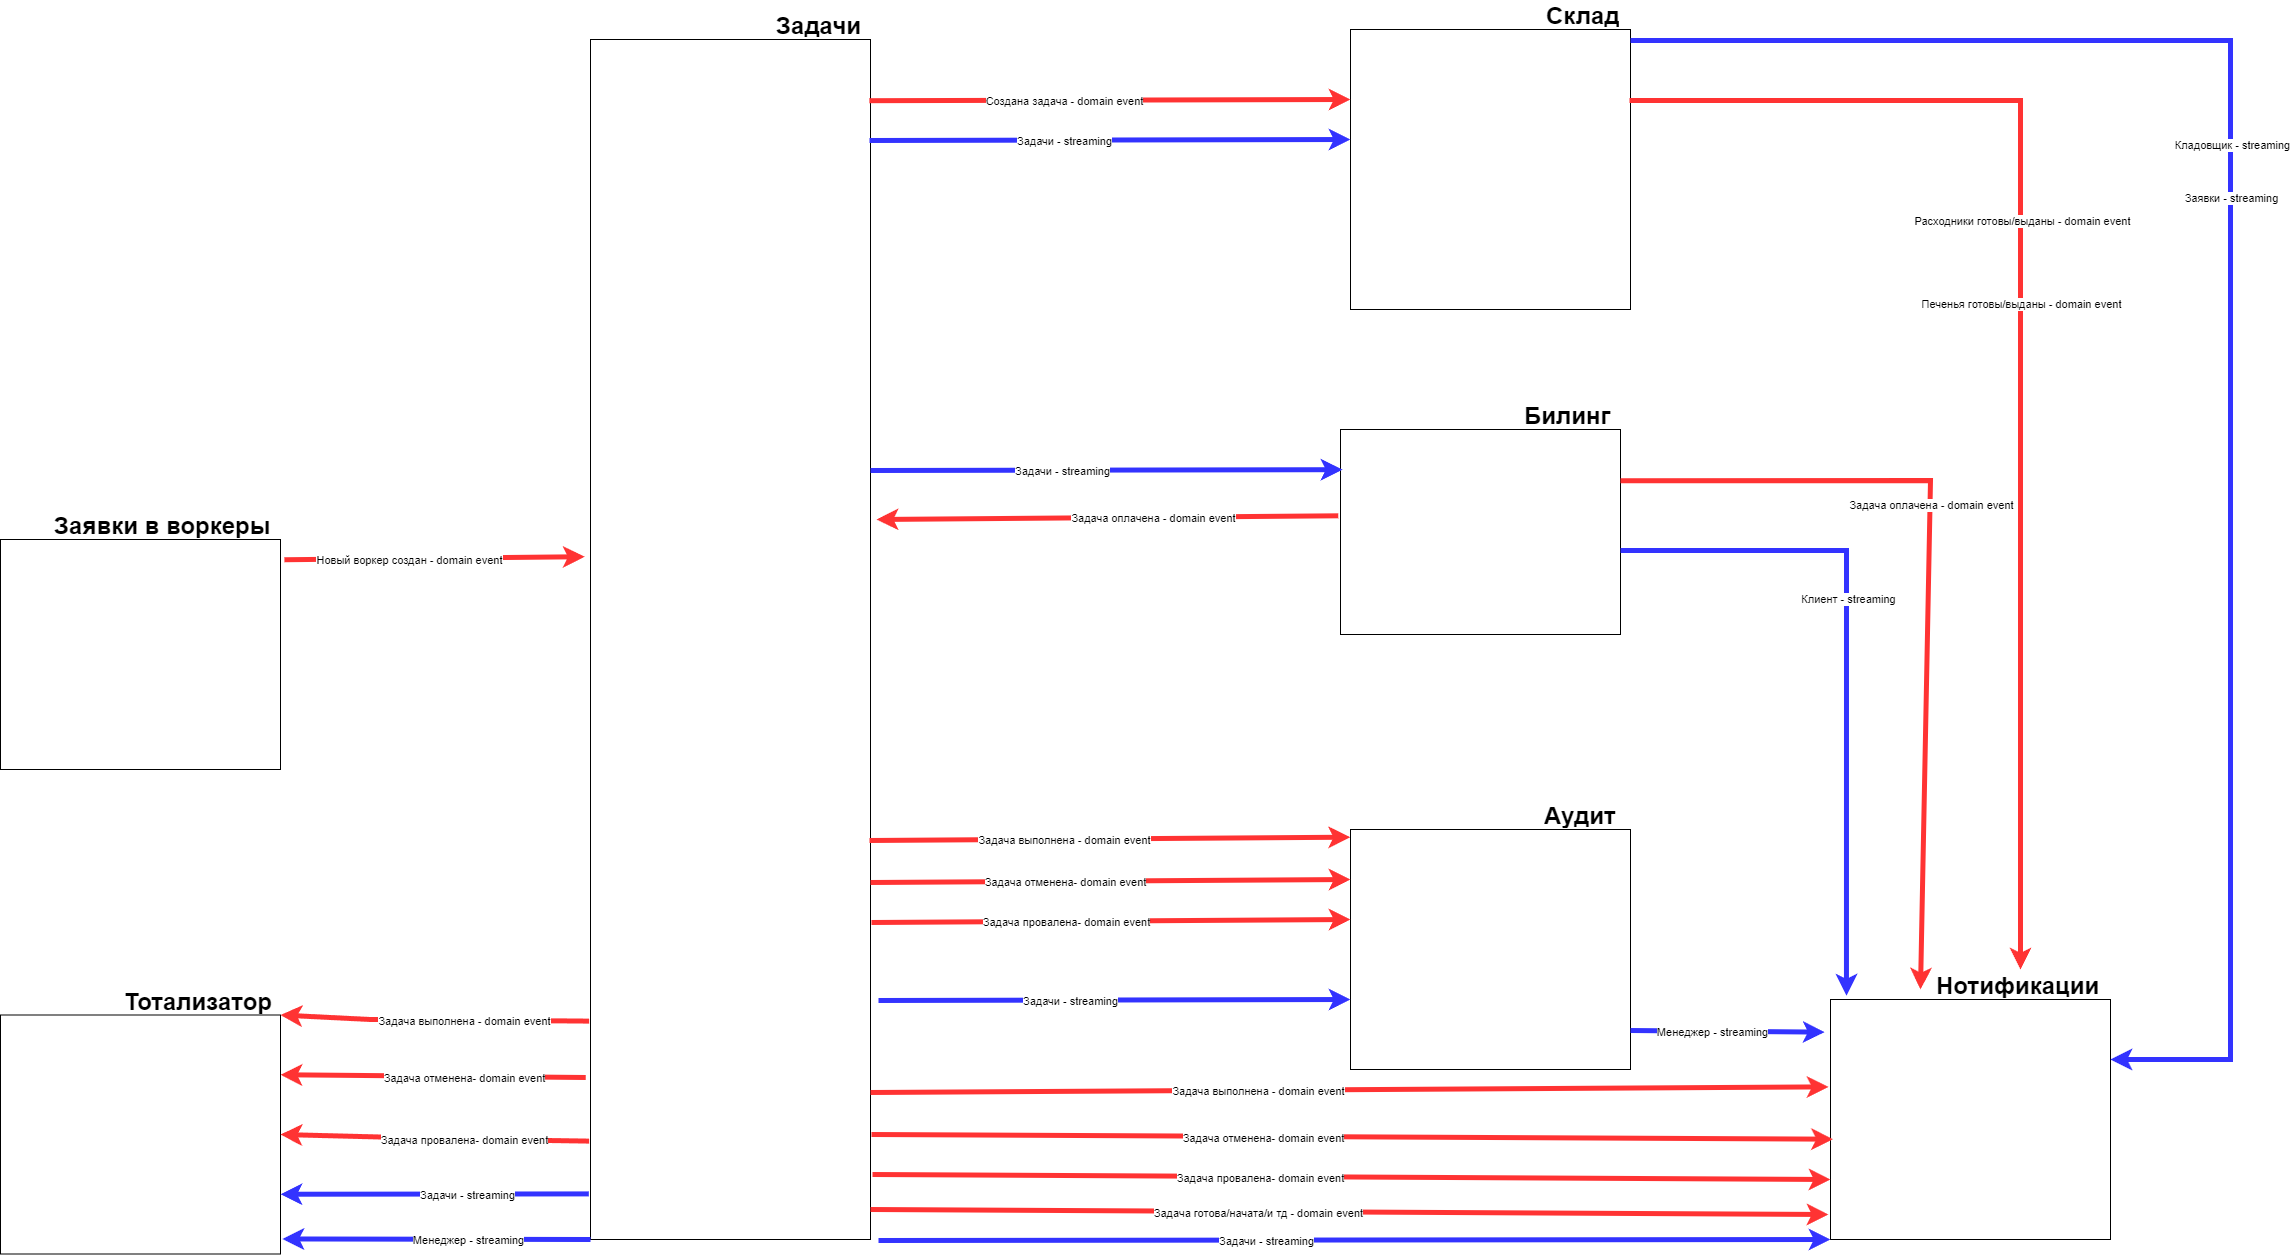 Склад
Задачи
Создана задача - domain event
Задачи - streaming
Кладовщик - streaming
Заявки - streaming
Расходники готовы/выданы - domain event
Печенья готовы/выданы - domain event
Билинг
Задачи - streaming
Задача оплачена - domain event
Задача оплачена - domain event
Заявки в воркеры
Новый воркер создан - domain event
Клиент - streaming
Аудит
Задача выполнена - domain event
Задача отменена- domain event
Задача провалена- domain event
Задачи - streaming
Менеджер - streaming
Нотификации
Тотализатор
Задача выполнена - domain event
Задача отменена- domain event
Задача провалена- domain event
Задачи - streaming
Менеджер - streaming
Задача выполнена - domain event
Задача отменена- domain event
Задача провалена- domain event
Задача готова/начата/и тд - domain event
Задачи - streaming